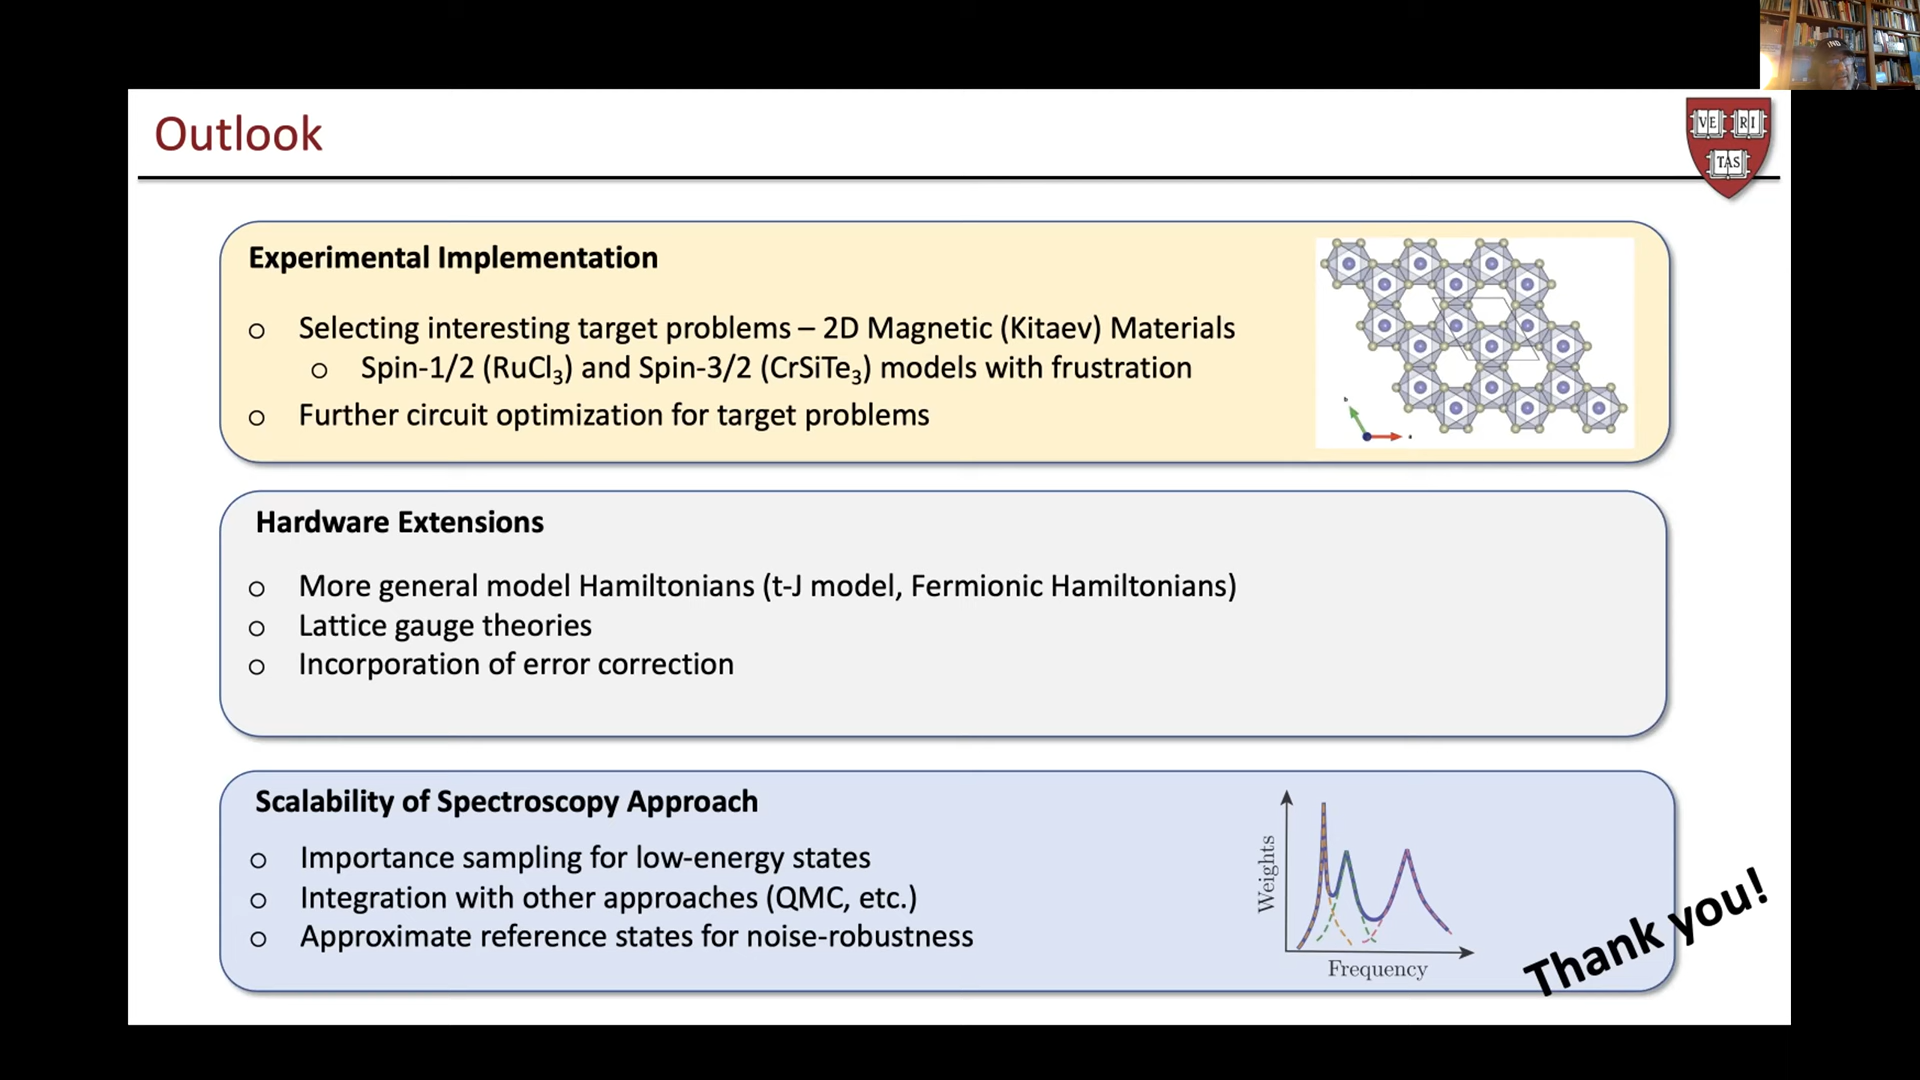 Outlook
VE RI
TAS
Experimental Implementation
o Selecting interesting target problems – 2D Magnetic (Kitaev) Materials
o Spin-1/2 (RuCl₃) and Spin-3/2 (CrSiTe₃) models with frustration
o Further circuit optimization for target problems
b
a
Hardware Extensions
o More general model Hamiltonians (t-J model, Fermionic Hamiltonians)
o Lattice gauge theories
o Incorporation of error correction
Scalability of Spectroscopy Approach
o Importance sampling for low-energy states
o Integration with other approaches (QMC, etc.)
o Approximate reference states for noise-robustness
Weights
Frequency
Thank you!